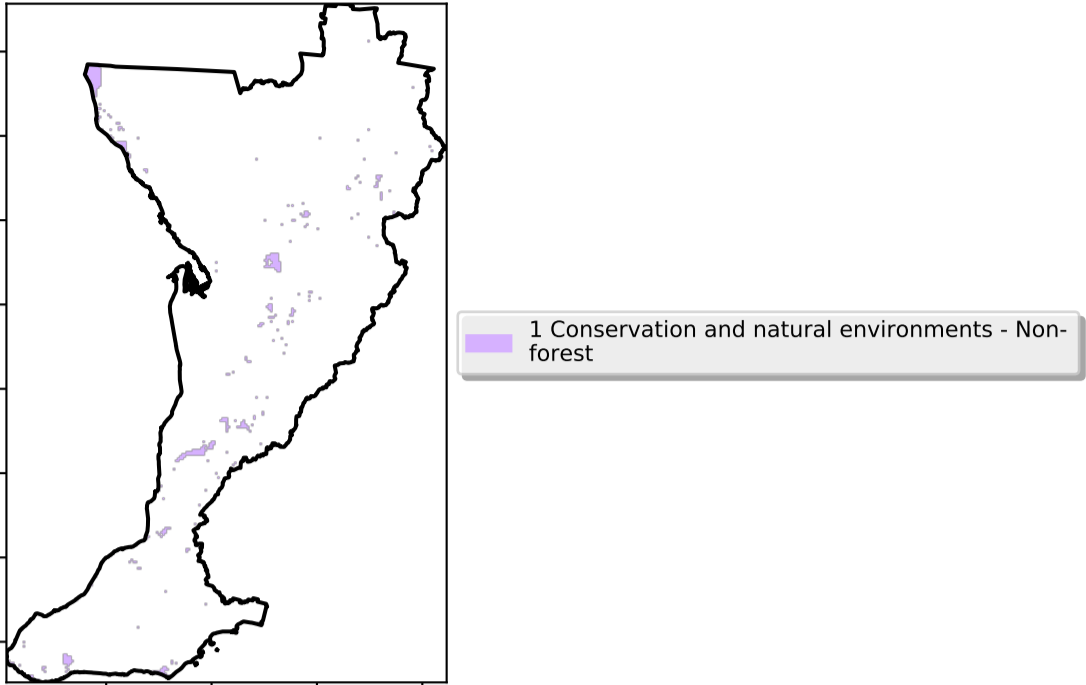 1 Conservation and natural environments - Non-
forest